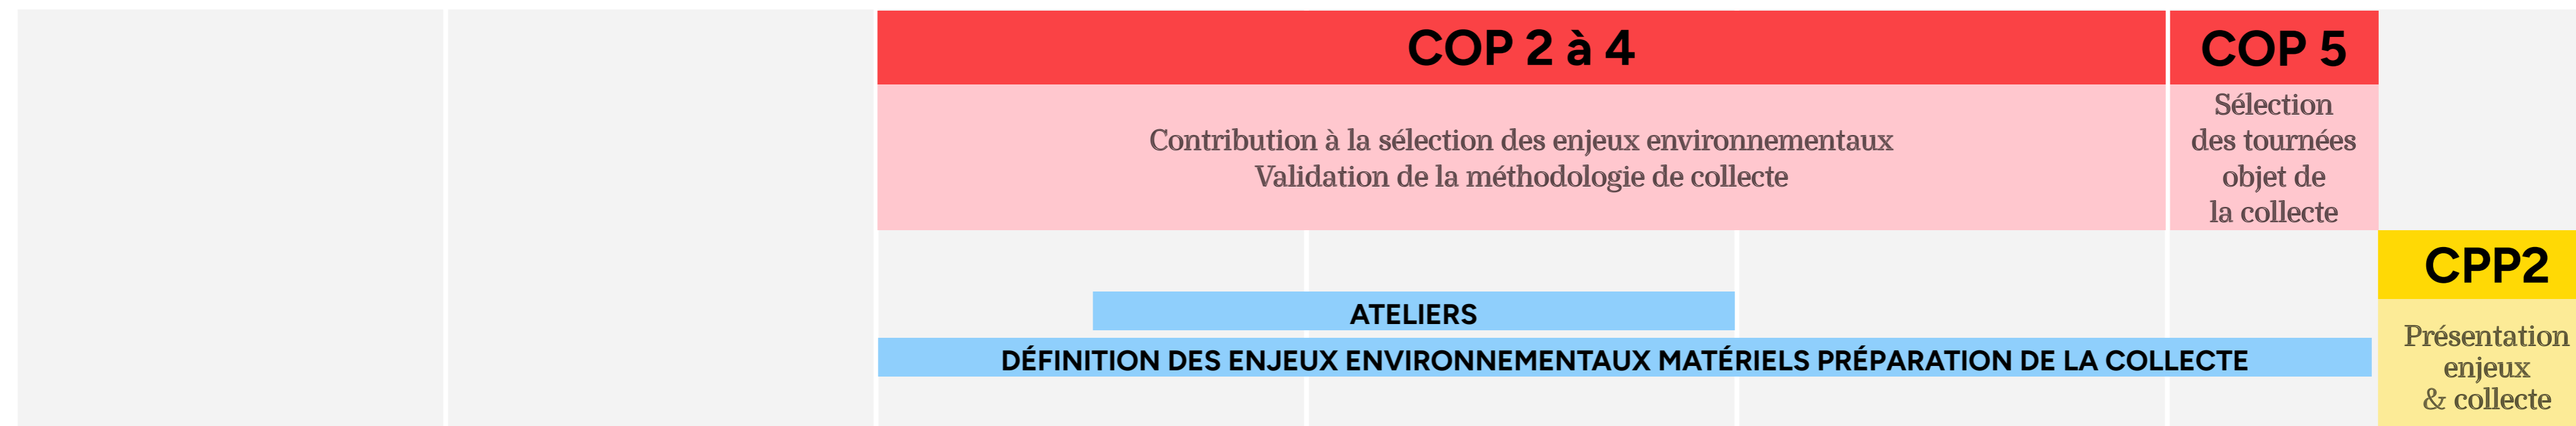 COP 2 à 4
Contribution à la sélection des enjeux environnementaux
Validation de la méthodologie de collecte
COP 5
Sélection
des tournées
objet de
la collecte
CPP2
Présentation
enjeux
& collecte
ATELIERS
DÉFINITION DES ENJEUX ENVIRONNEMENTAUX MATÉRIELS PRÉPARATION DE LA COLLECTE